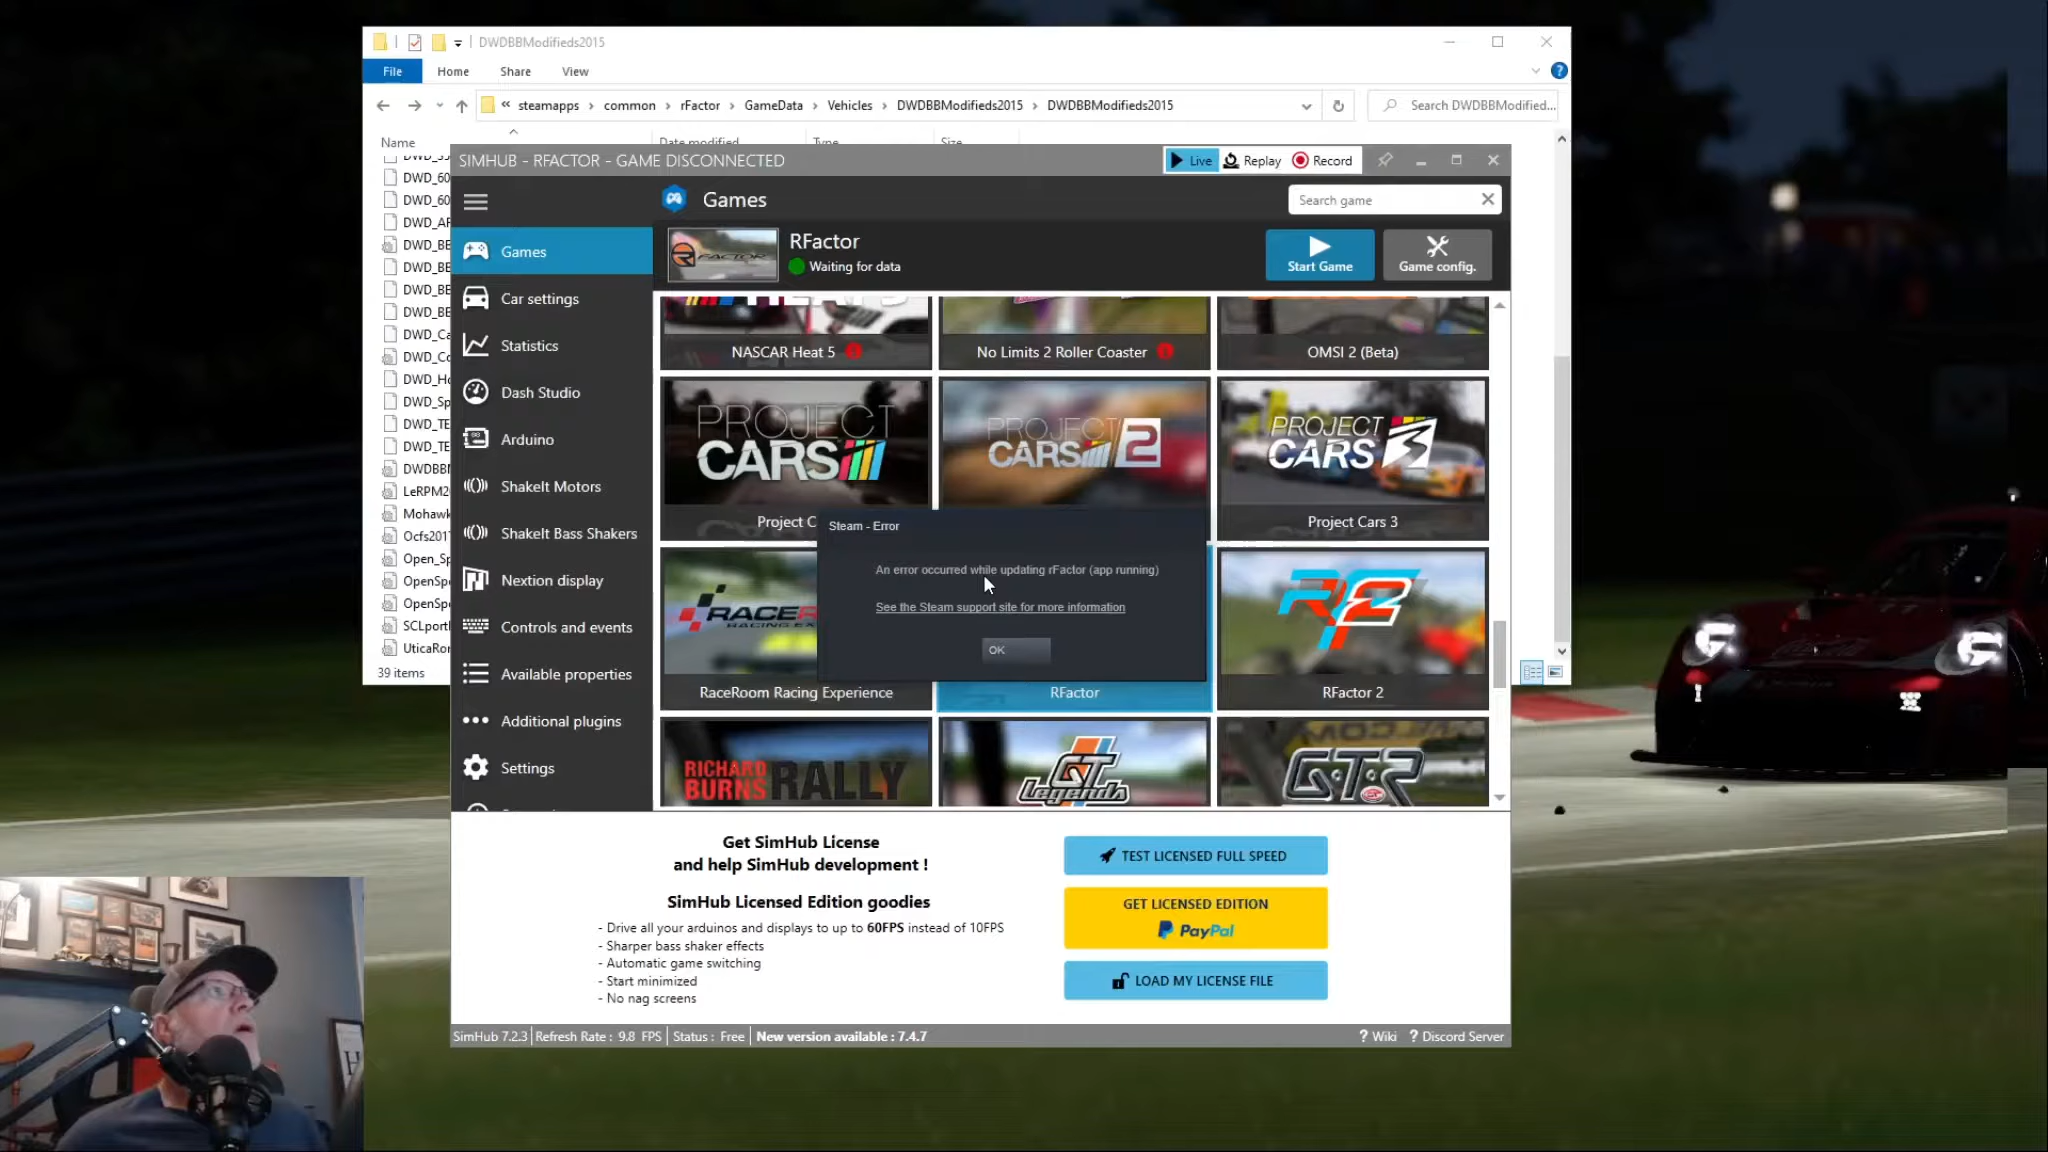 DWDBBModifieds2015
File
Home
Share
View
« steamapps › common › rFactor › GameData › Vehicles › DWDBBModifieds2015 › DWDBBModifieds2015
Search DWDBBModified...
Name
Date modified
Type
Size
DWD_60
DWD_60
DWD_BE
DWD_BE
DWD_BE
DWD_BE
DWD_Ca
DWD_Co
DWD_Ho
DWD_Sp
DWD_TE
DWD_TE
LeRPM2
Mohawk
Ocfs201
Open_Sp
OpenSpe
OpenSpe
SCLport
UticaRo
39 items
SIMHUB - RFACTOR - GAME DISCONNECTED
Live
Replay
Record
Games
Search game
RFactor
Waiting for data
Start Game
Game config.
Games
Car settings
Statistics
Dash Studio
Arduino
ShakeIt Motors
ShakeIt Bass Shakers
Nextion display
Controls and events
Available properties
Additional plugins
Settings
NASCAR Heat 5
No Limits 2 Roller Coaster
OMSI 2 (Beta)
PROJECT
CARS
PROJECT
CARS 2
PROJECT
CARS 3
Project C
Project Cars 3
Steam - Error
An error occurred while updating rFactor (app running)
See the Steam support site for more information
OK
RaceRoom Racing Experience
RFactor
RFactor 2
RICHARD
BURNS RALLY
GT
Legends
GTR
Get SimHub License
and help SimHub development !
SimHub Licensed Edition goodies
- Drive all your arduinos and displays to up to 60FPS instead of 10FPS
- Sharper bass shaker effects
- Automatic game switching
- Start minimized
- No nag screens
TEST LICENSED FULL SPEED
GET LICENSED EDITION
PayPal
LOAD MY LICENSE FILE
SimHub 7.2.3
Refresh Rate : 9.8 FPS
Status : Free
New version available : 7.4.7
? Wiki
? Discord Server